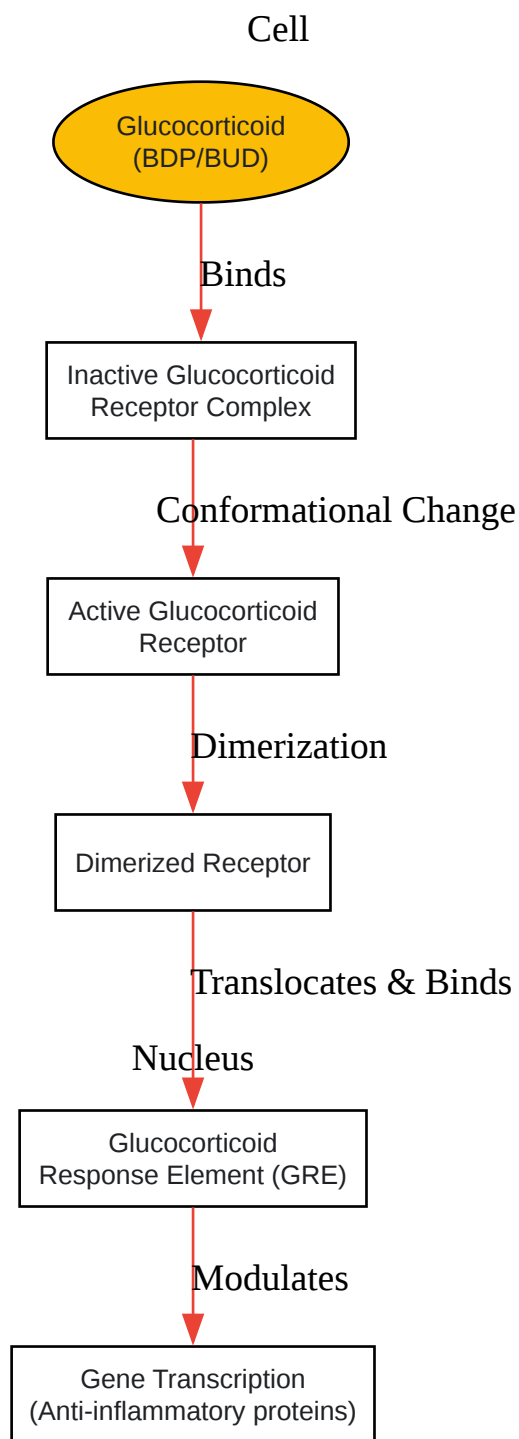 Cell
Glucocorticoid
(BDP/BUD)
Binds
Inactive Glucocorticoid
Receptor Complex
Conformational Change
Active Glucocorticoid
Receptor
Dimerization
Dimerized Receptor
Translocates & Binds
Nucleus
Glucocorticoid
Response Element (GRE)
Modulates
Gene Transcription
(Anti-inflammatory proteins)